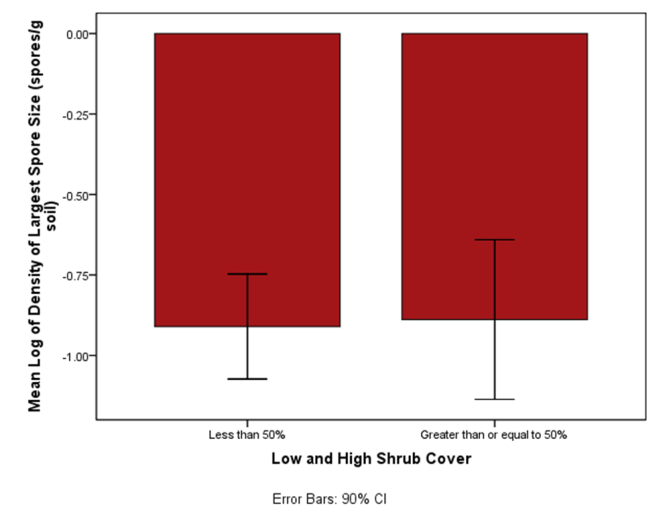 Mean Log of Density of Largest Spore Size (spores/g
soil)
0.00
-0.25
-0.50
-0.75
-1.00
Less than 50%
Greater than or equal to 50%
Low and High Shrub Cover
Error Bars: 90% CI